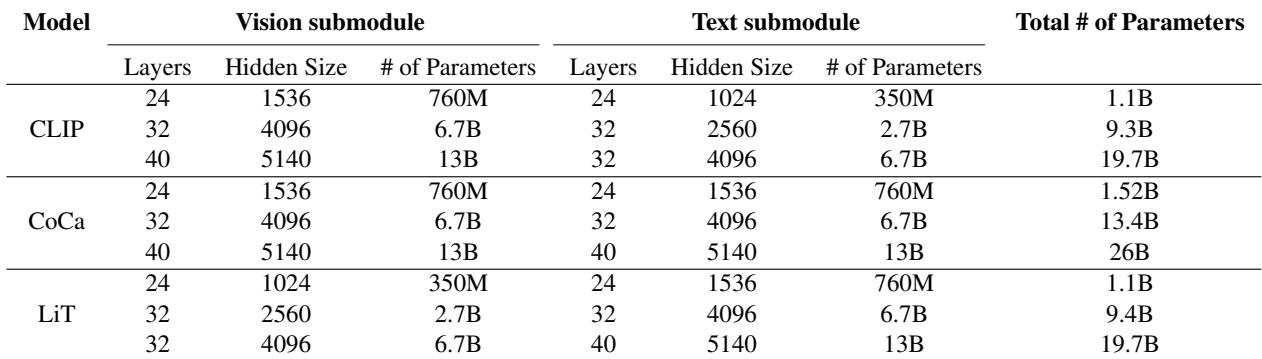 Model Vision submodule Text submodule Total # of Parameters
Layers Hidden Size # of Parameters Layers Hidden Size # of Parameters
24 1536 760M 24 1024 350M 1.1B
CLIP 32 4096 6.7B 32 2560 2.7B 9.3B
40 5140 13B 32 4096 6.7B 19.7B
24 1536 760M 24 1536 760M 1.52B
CoCa 32 4096 6.7B 32 4096 6.7B 13.4B
40 5140 13B 40 5140 13B 26B
24 1024 350M 24 1536 760M 1.1B
LiT 32 2560 2.7B 32 4096 6.7B 9.4B
32 4096 6.7B 40 5140 13B 19.7B